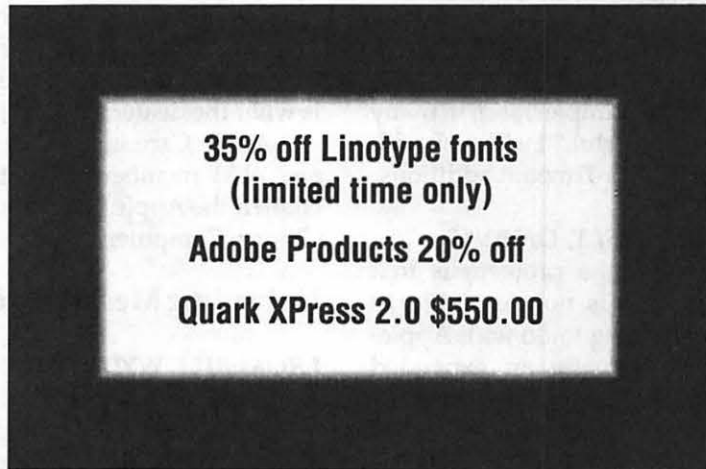 35% off Linotype fonts
(limited time only)
Adobe Products 20% off
Quark XPress 2.0 $550.00